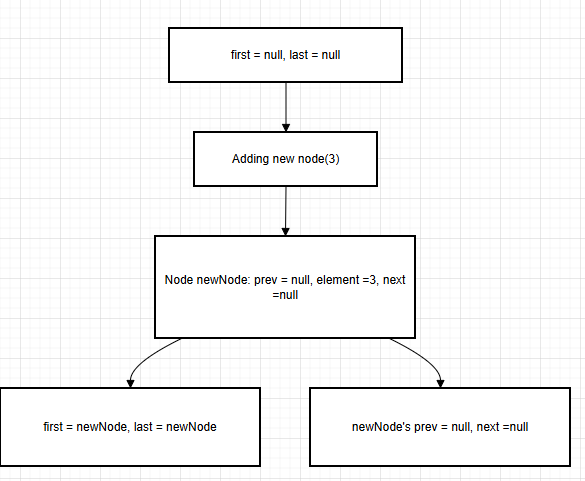 first = null, last = null
Adding new node(3)
Node newNode: prev = null, element =3, next
=null
first = newNode, last = newNode
newNode's prev = null, next =null